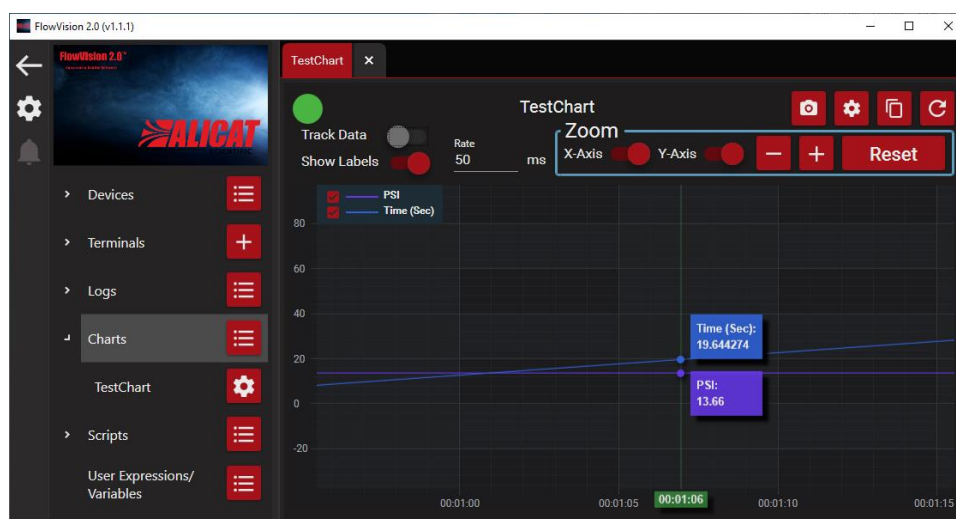 FlowVision 2.0 (v1.1.1)
FlowVision 2.0™
ALICAT
Devices
Terminals
Logs
Charts
TestChart
Scripts
User Expressions/
Variables
TestChart
TestChart
Track Data
Show Labels
Rate
50 ms
Zoom
X-Axis Y-Axis Reset
PSI
Time (Sec)
80
60
40
20
0
-20
Time (Sec):
19.644274
PSI:
13.66
00:01:00 00:01:05 00:01:06 00:01:10 00:01:15